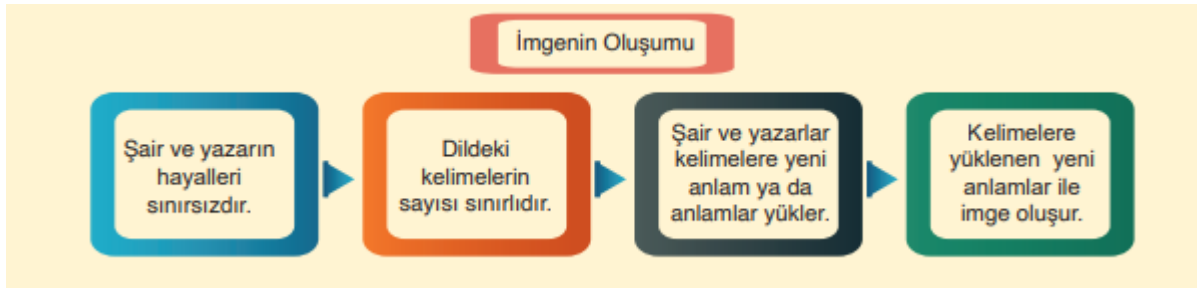 İmgenin Oluşumu
Şair ve yazarın
hayalleri
sınırsızdır.
Dildeki
kelimelerin
sayısı sınırlıdır.
Şair ve yazarlar
kelimelere yeni
anlam ya da
anlamlar yükler.
Kelimelere
yüklenen yeni
anlamlar ile
imge oluşur.